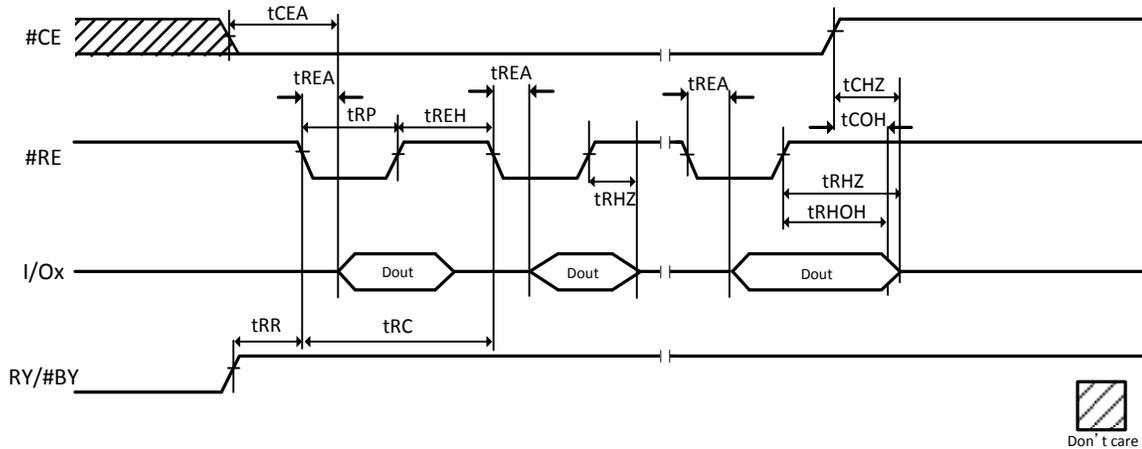 tCEA
#CE
tREA
tREA
tREA
tCHZ
tRP
tREH
tCOH
#RE
tRHZ
tRHZ
tRHOH
I/Ox
Dout
Dout
Dout
tRR
tRC
RY/#BY
Don't care